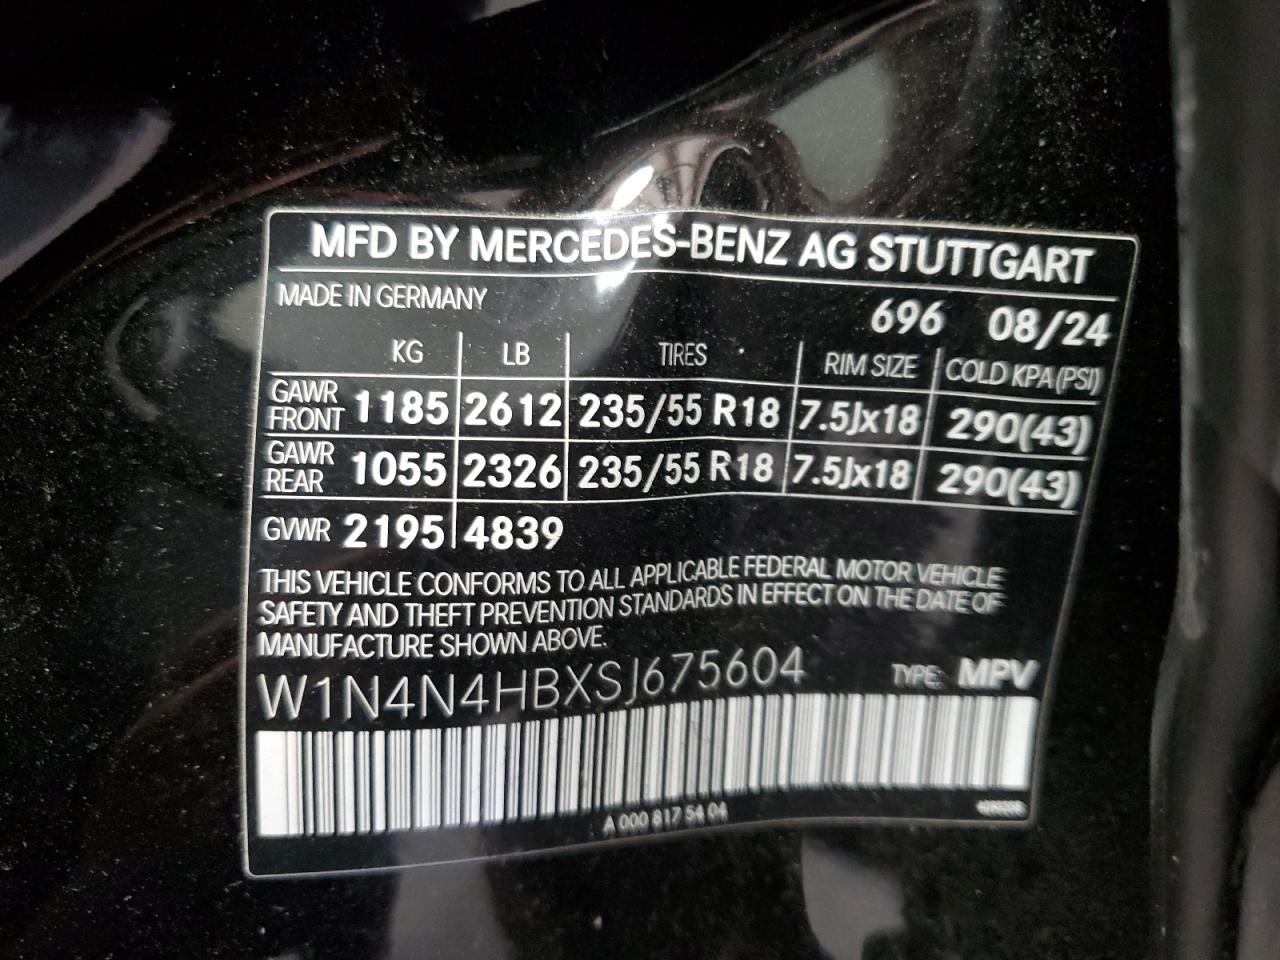 MFD BY MERCEDES-BENZ AG STUTTGART
MADE IN GERMANY 696 08/24
KG LB TIRES RIM SIZE COLD KPA(PSI)
GAWR FRONT 1185 2612 235/55 R18 7.5Jx18 290(43)
GAWR REAR 1055 2326 235/55 R18 7.5Jx18 290(43)
GVWR 2195 4839
THIS VEHICLE CONFORMS TO ALL APPLICABLE FEDERAL MOTOR VEHICLE
SAFETY AND THEFT PREVENTION STANDARDS IN EFFECT ON THE DATE OF
MANUFACTURE SHOWN ABOVE.
W1N4N4HBXSJ675604 TYPE: MPV
A 000 817 54 04